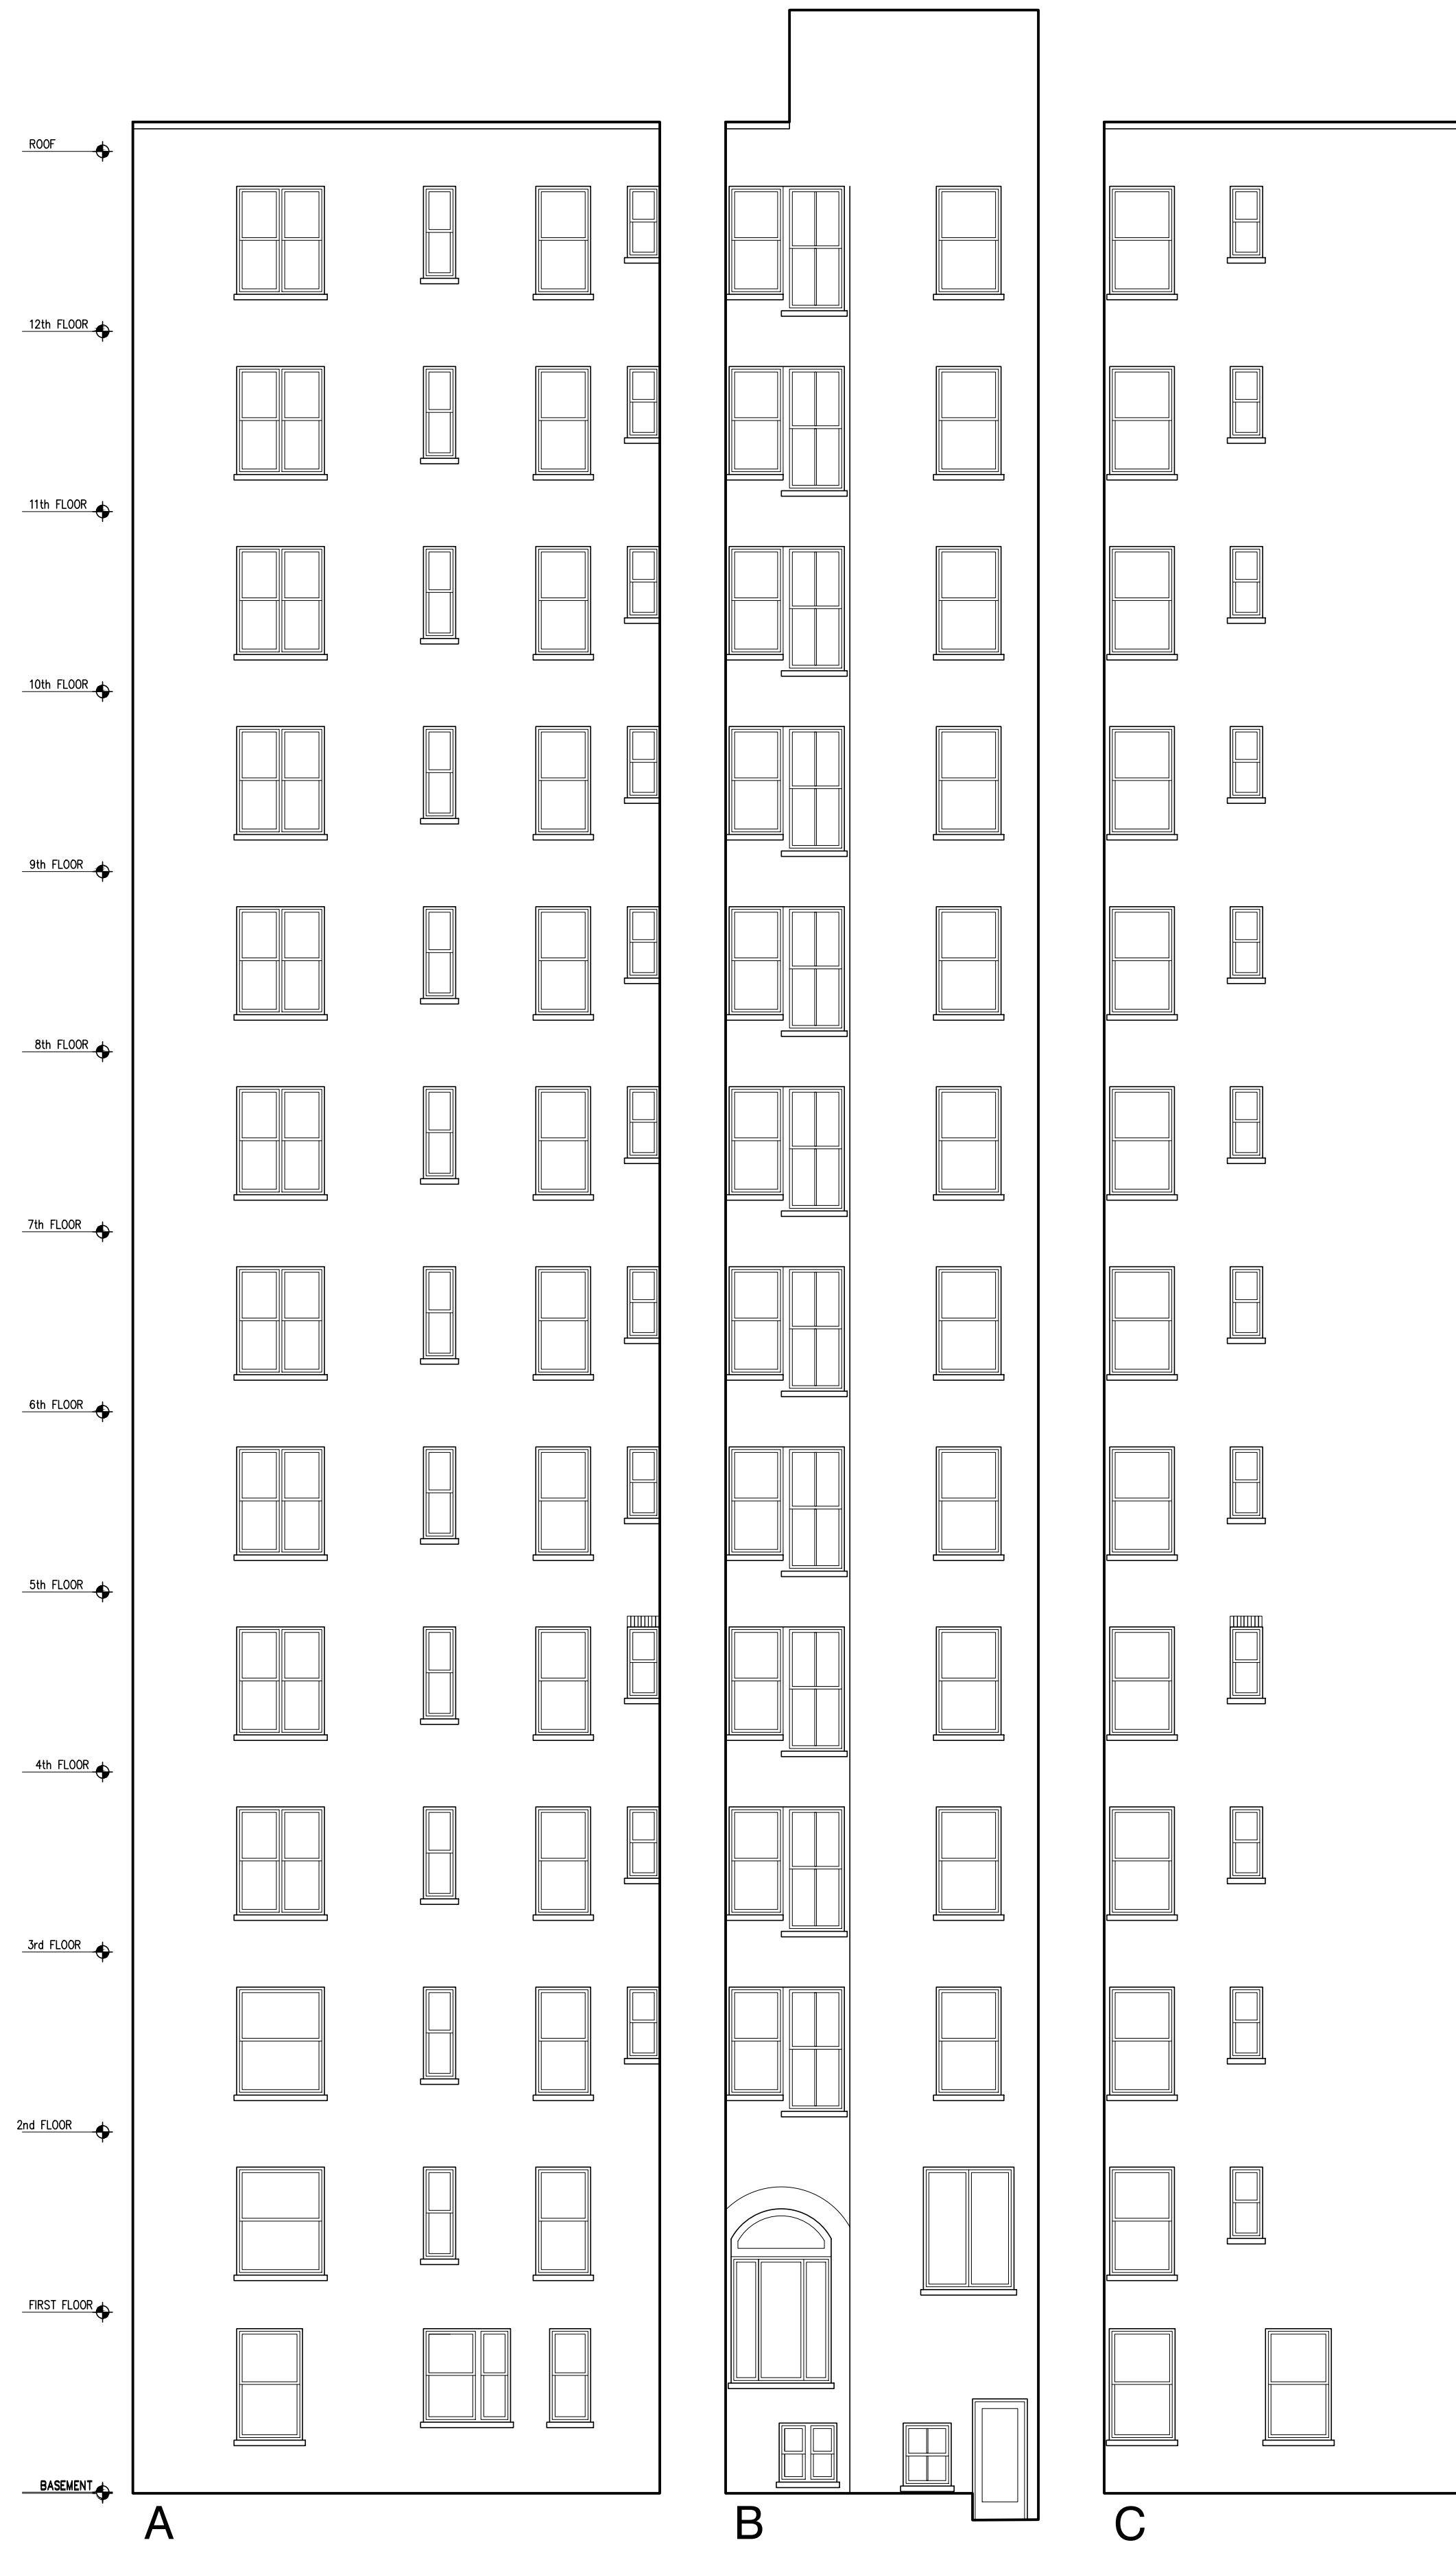 ROOF
12th FLOOR
11th FLOOR
10th FLOOR
9th FLOOR
8th FLOOR
7th FLOOR
6th FLOOR
5th FLOOR
4th FLOOR
3rd FLOOR
2nd FLOOR
FIRST FLOOR
BASEMENT
A
B
C